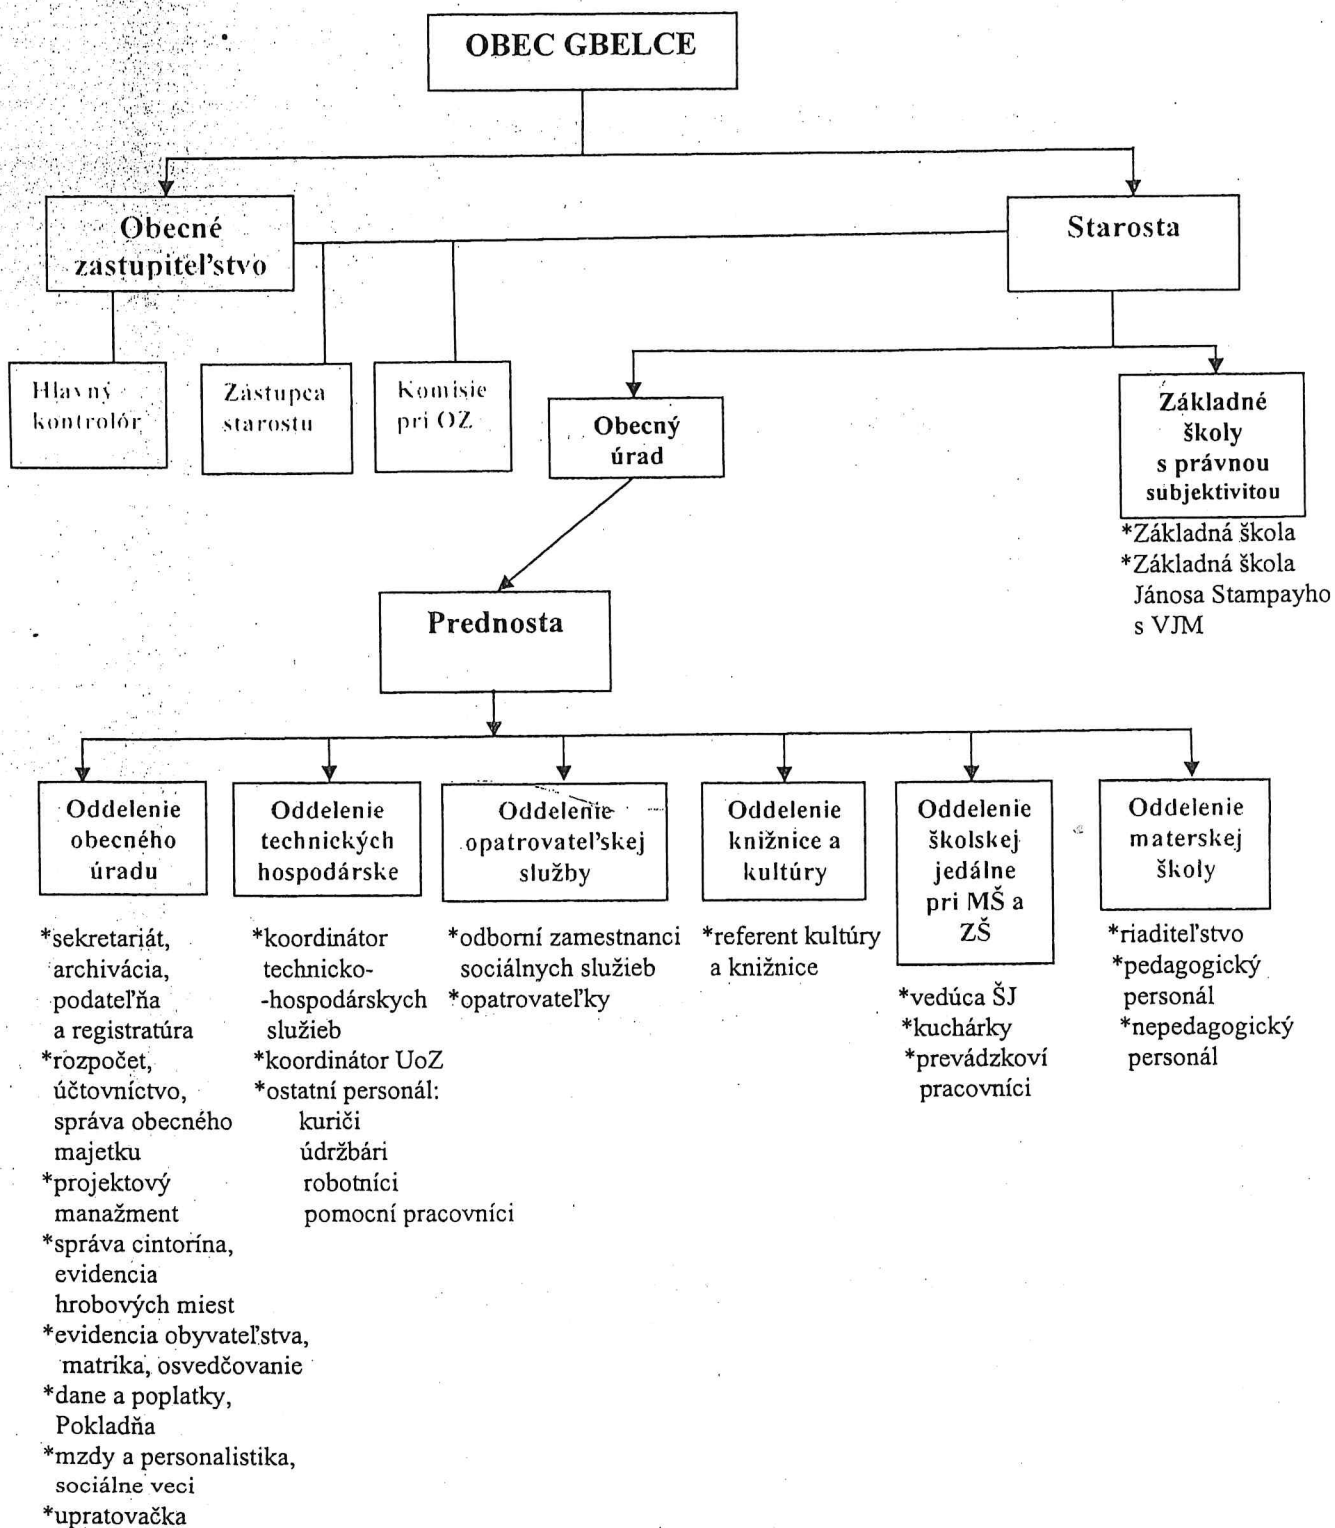 OBEC GBELCE
Obecné
zastupiteľstvo
Starosta
Hlavný
kontrolór
Zástupca
starostu
Komisie
pri OZ
Obecný
úrad
Základné
školy
s právnou
subjektivitou
*Základná škola
*Základná škola
Jánosa Stampayho
s VJM
Prednosta
Oddelenie
obecného
úradu
*sekretariát,
archivácia,
podateľňa
a registratúra
*rozpočet,
účtovníctvo,
správa obecného
majetku
*projektový
manažment
*správa cintorína,
evidencia
hrobových miest
*evidencia obyvateľstva,
matrika, osvedčovanie
*dane a poplatky,
Pokladňa
*mzdy a personalistika,
sociálne veci
*upratovačka
Oddelenie
technických
hospodárske
*koordinátor
technicko-
-hospodárskych
služieb
*koordinátor UoZ
*ostatní personál:
kuriči
údržbári
robotníci
pomocní pracovníci
Oddelenie
opatrovateľskej
služby
*odborní zamestnanci
sociálnych služieb
*opatrovateľky
Oddelenie
knižnice a
kultúry
*referent kultúry
a knižnice
Oddelenie
školskej
jedálne
pri MŠ a
ZŠ
*vedúca ŠJ
*kuchárky
*prevádzkoví
pracovníci
Oddelenie
materskej
školy
*riaditeľstvo
*pedagogický
personál
*nepedagogický
personál